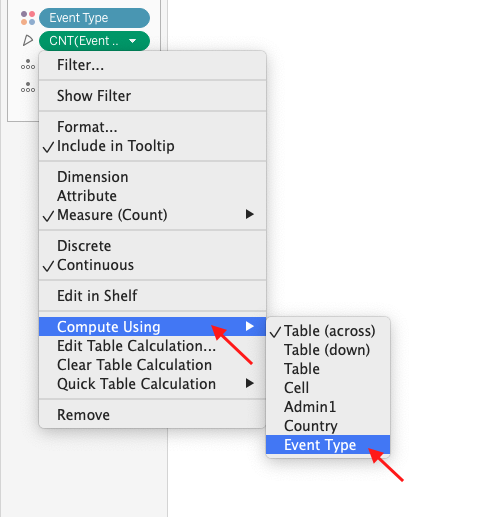 Event Type
CNT(Event ..
Filter...
Show Filter
Format...
Include in Tooltip
Dimension
Attribute
Measure (Count)
Discrete
Continuous
Edit in Shelf
Compute Using
Edit Table Calculation...
Clear Table Calculation
Quick Table Calculation
Remove
Table (across)
Table (down)
Table
Cell
Admin1
Country
Event Type